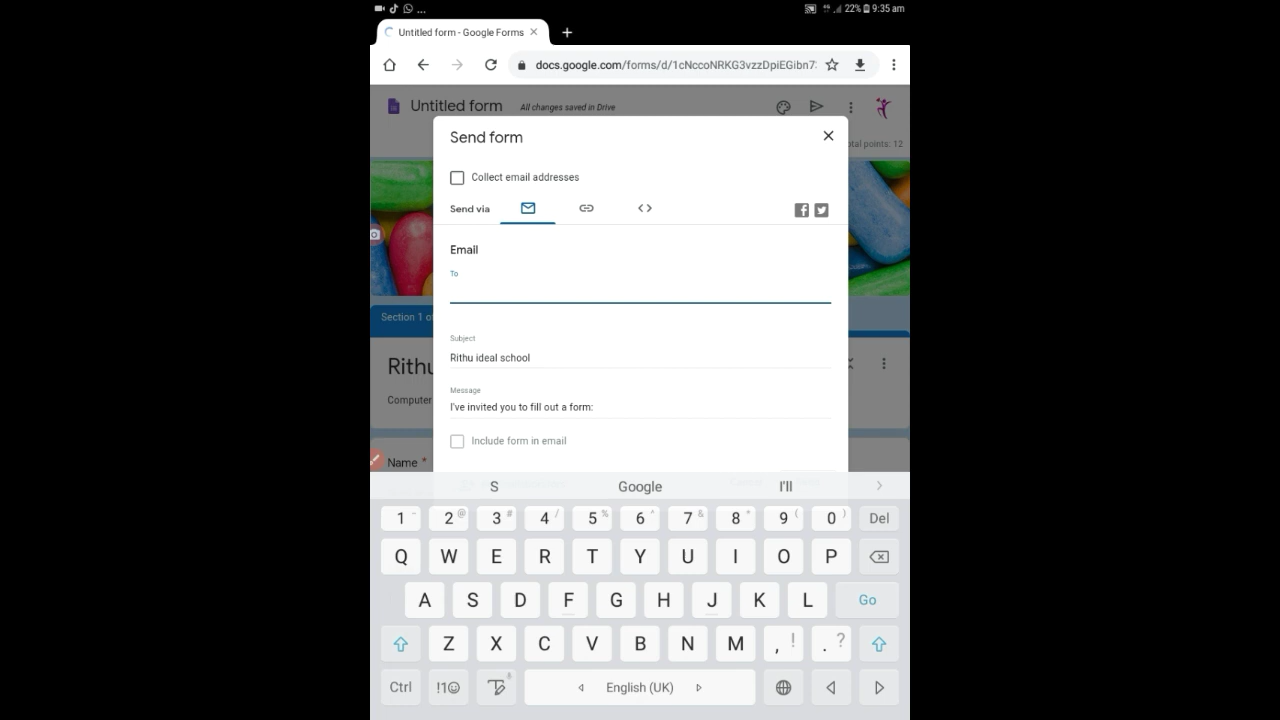 ... 22% 9:35 am
Untitled form - Google Forms
docs.google.com/forms/d/1cNccoNRKG3vzzDpiEGibn7
Untitled form All changes saved in Drive
tal points: 12
Send form
Collect email addresses
Send via
Email
To
Section 1 of
Subject
Rithu ideal school
Rithu
Message
Computer
I've invited you to fill out a form:
Include form in email
Name *
S Google I'll
1 - 2 @ 3 # 4 / 5 % 6 ^ 7 & 8 * 9 ( 0 ) Del
Q W E R T Y U I O P
A S D F G H J K L Go
Z X C V B N M , ! . ?
Ctrl !1☺ T English (UK)